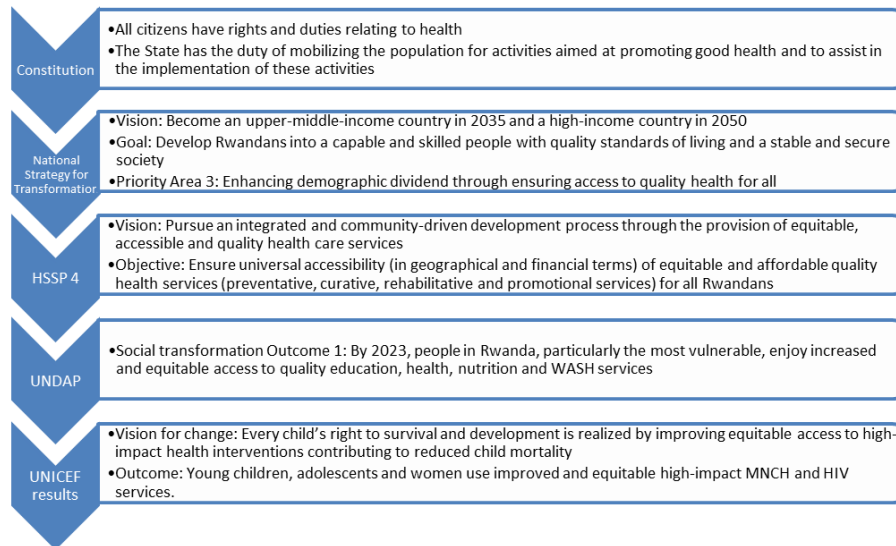 Constitution
•All citizens have rights and duties relating to health
•The State has the duty of mobilizing the population for activities aimed at promoting good health and to assist in
the implementation of these activities
National
Strategy for
Transformation
•Vision: Become an upper-middle-income country in 2035 and a high-income country in 2050
•Goal: Develop Rwandans into a capable and skilled people with quality standards of living and a stable and secure
society
•Priority Area 3: Enhancing demographic dividend through ensuring access to quality health for all
HSSP 4
•Vision: Pursue an integrated and community-driven development process through the provision of equitable,
accessible and quality health care services
•Objective: Ensure universal accessibility (in geographical and financial terms) of equitable and affordable quality
health services (preventative, curative, rehabilitative and promotional services) for all Rwandans
UNDAP
•Social transformation Outcome 1: By 2023, people in Rwanda, particularly the most vulnerable, enjoy increased
and equitable access to quality education, health, nutrition and WASH services
UNICEF
results
•Vision for change: Every child's right to survival and development is realized by improving equitable access to high-
impact health interventions contributing to reduced child mortality
•Outcome: Young children, adolescents and women use improved and equitable high-impact MNCH and HIV
services.